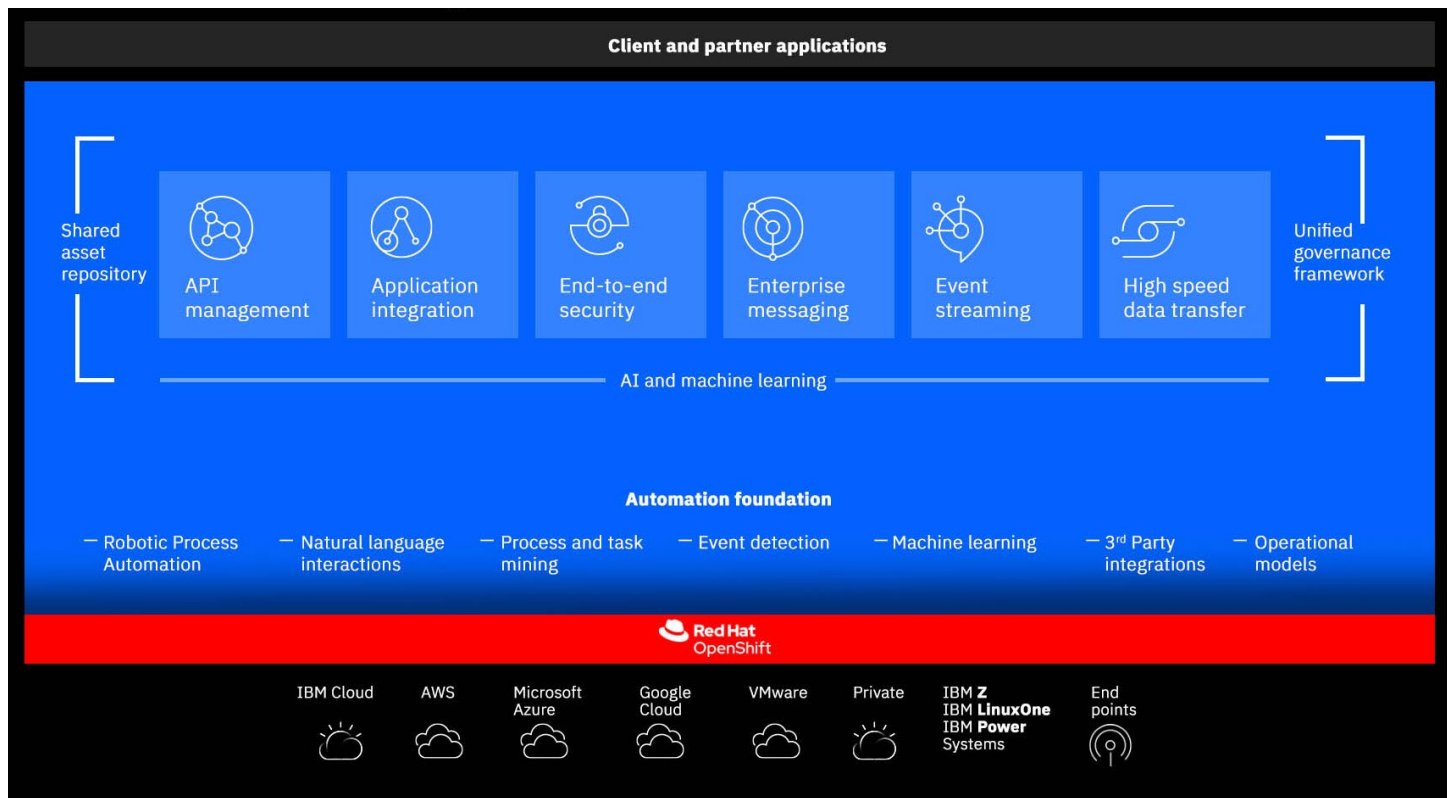 Client and partner applications
Shared
asset
repository
API
management
Application
integration
End-to-end
security
Enterprise
messaging
Event
streaming
High speed
data transfer
Unified
governance
framework
AI and machine learning
Automation foundation
— Robotic Process
Automation
— Natural language
interactions
— Process and task
mining
— Event detection
— Machine learning
— 3rd Party
integrations
— Operational
models
Red Hat
OpenShift
IBM Cloud
AWS
Microsoft
Azure
Google
Cloud
VMware
Private
IBM Z
IBM LinuxOne
IBM Power
Systems
End
points